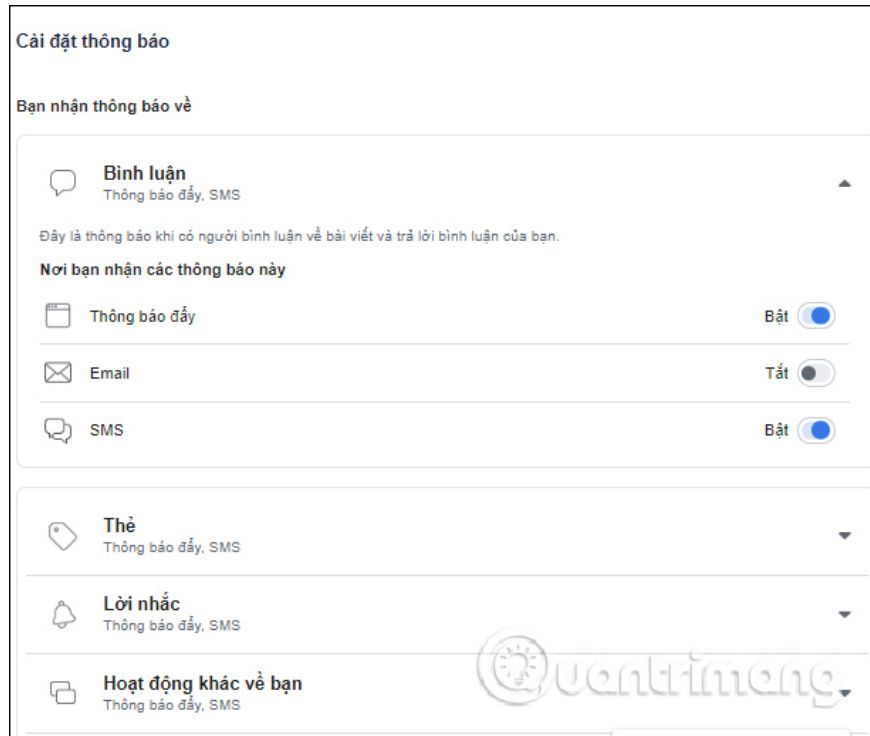 Cài đặt thông báo
Bạn nhận thông báo về
Bình luận
Thông báo đẩy, SMS
Đây là thông báo khi có người bình luận về bài viết và trả lời bình luận của bạn.
Nơi bạn nhận các thông báo này
Thông báo đẩy Bật
Email Tắt
SMS Bật
Thẻ
Thông báo đẩy, SMS
Lời nhắc
Thông báo đẩy, SMS
Hoạt động khác về bạn
Thông báo đẩy, SMS
Quantrimang